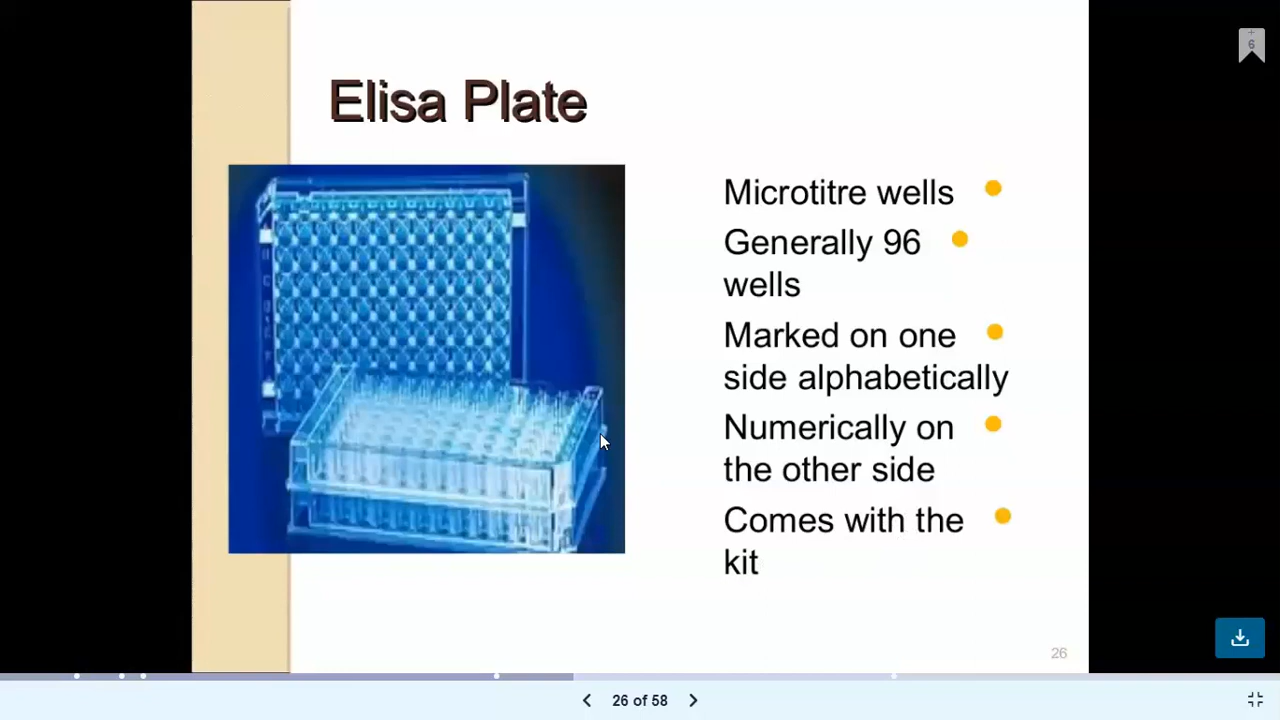 6
Elisa Plate
Microtitre wells
Generally 96
wells
Marked on one
side alphabetically
Numerically on
the other side
Comes with the
kit
26
26 of 58